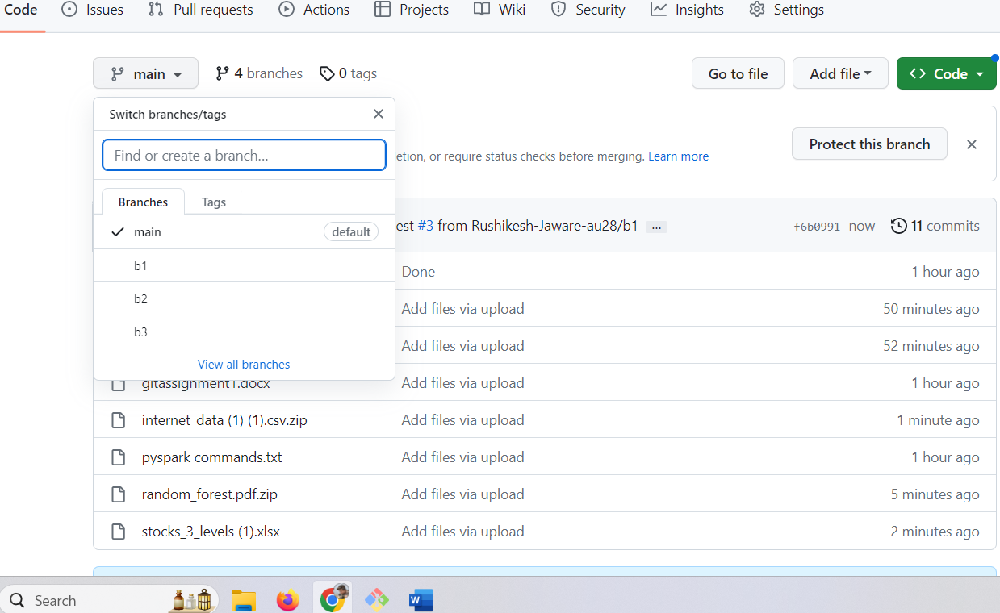 Code Issues Pull requests Actions Projects Wiki Security Insights Settings
main 4 branches 0 tags Go to file Add file Code
Switch branches/tags
Find or create a branch...
Protect this branch
etion, or require status checks before merging. Learn more
Branches Tags
main default
est #3 from Rushikesh-Jaware-au28/b1 ... f6b0991 now 11 commits
b1
Done 1 hour ago
b2
Add files via upload 50 minutes ago
b3
Add files via upload 52 minutes ago
View all branches
gitassignment1.docx Add files via upload 1 hour ago
internet_data (1) (1).csv.zip Add files via upload 1 minute ago
pyspark commands.txt Add files via upload 1 hour ago
random_forest.pdf.zip Add files via upload 5 minutes ago
stocks_3_levels (1).xlsx Add files via upload 2 minutes ago
Search
W